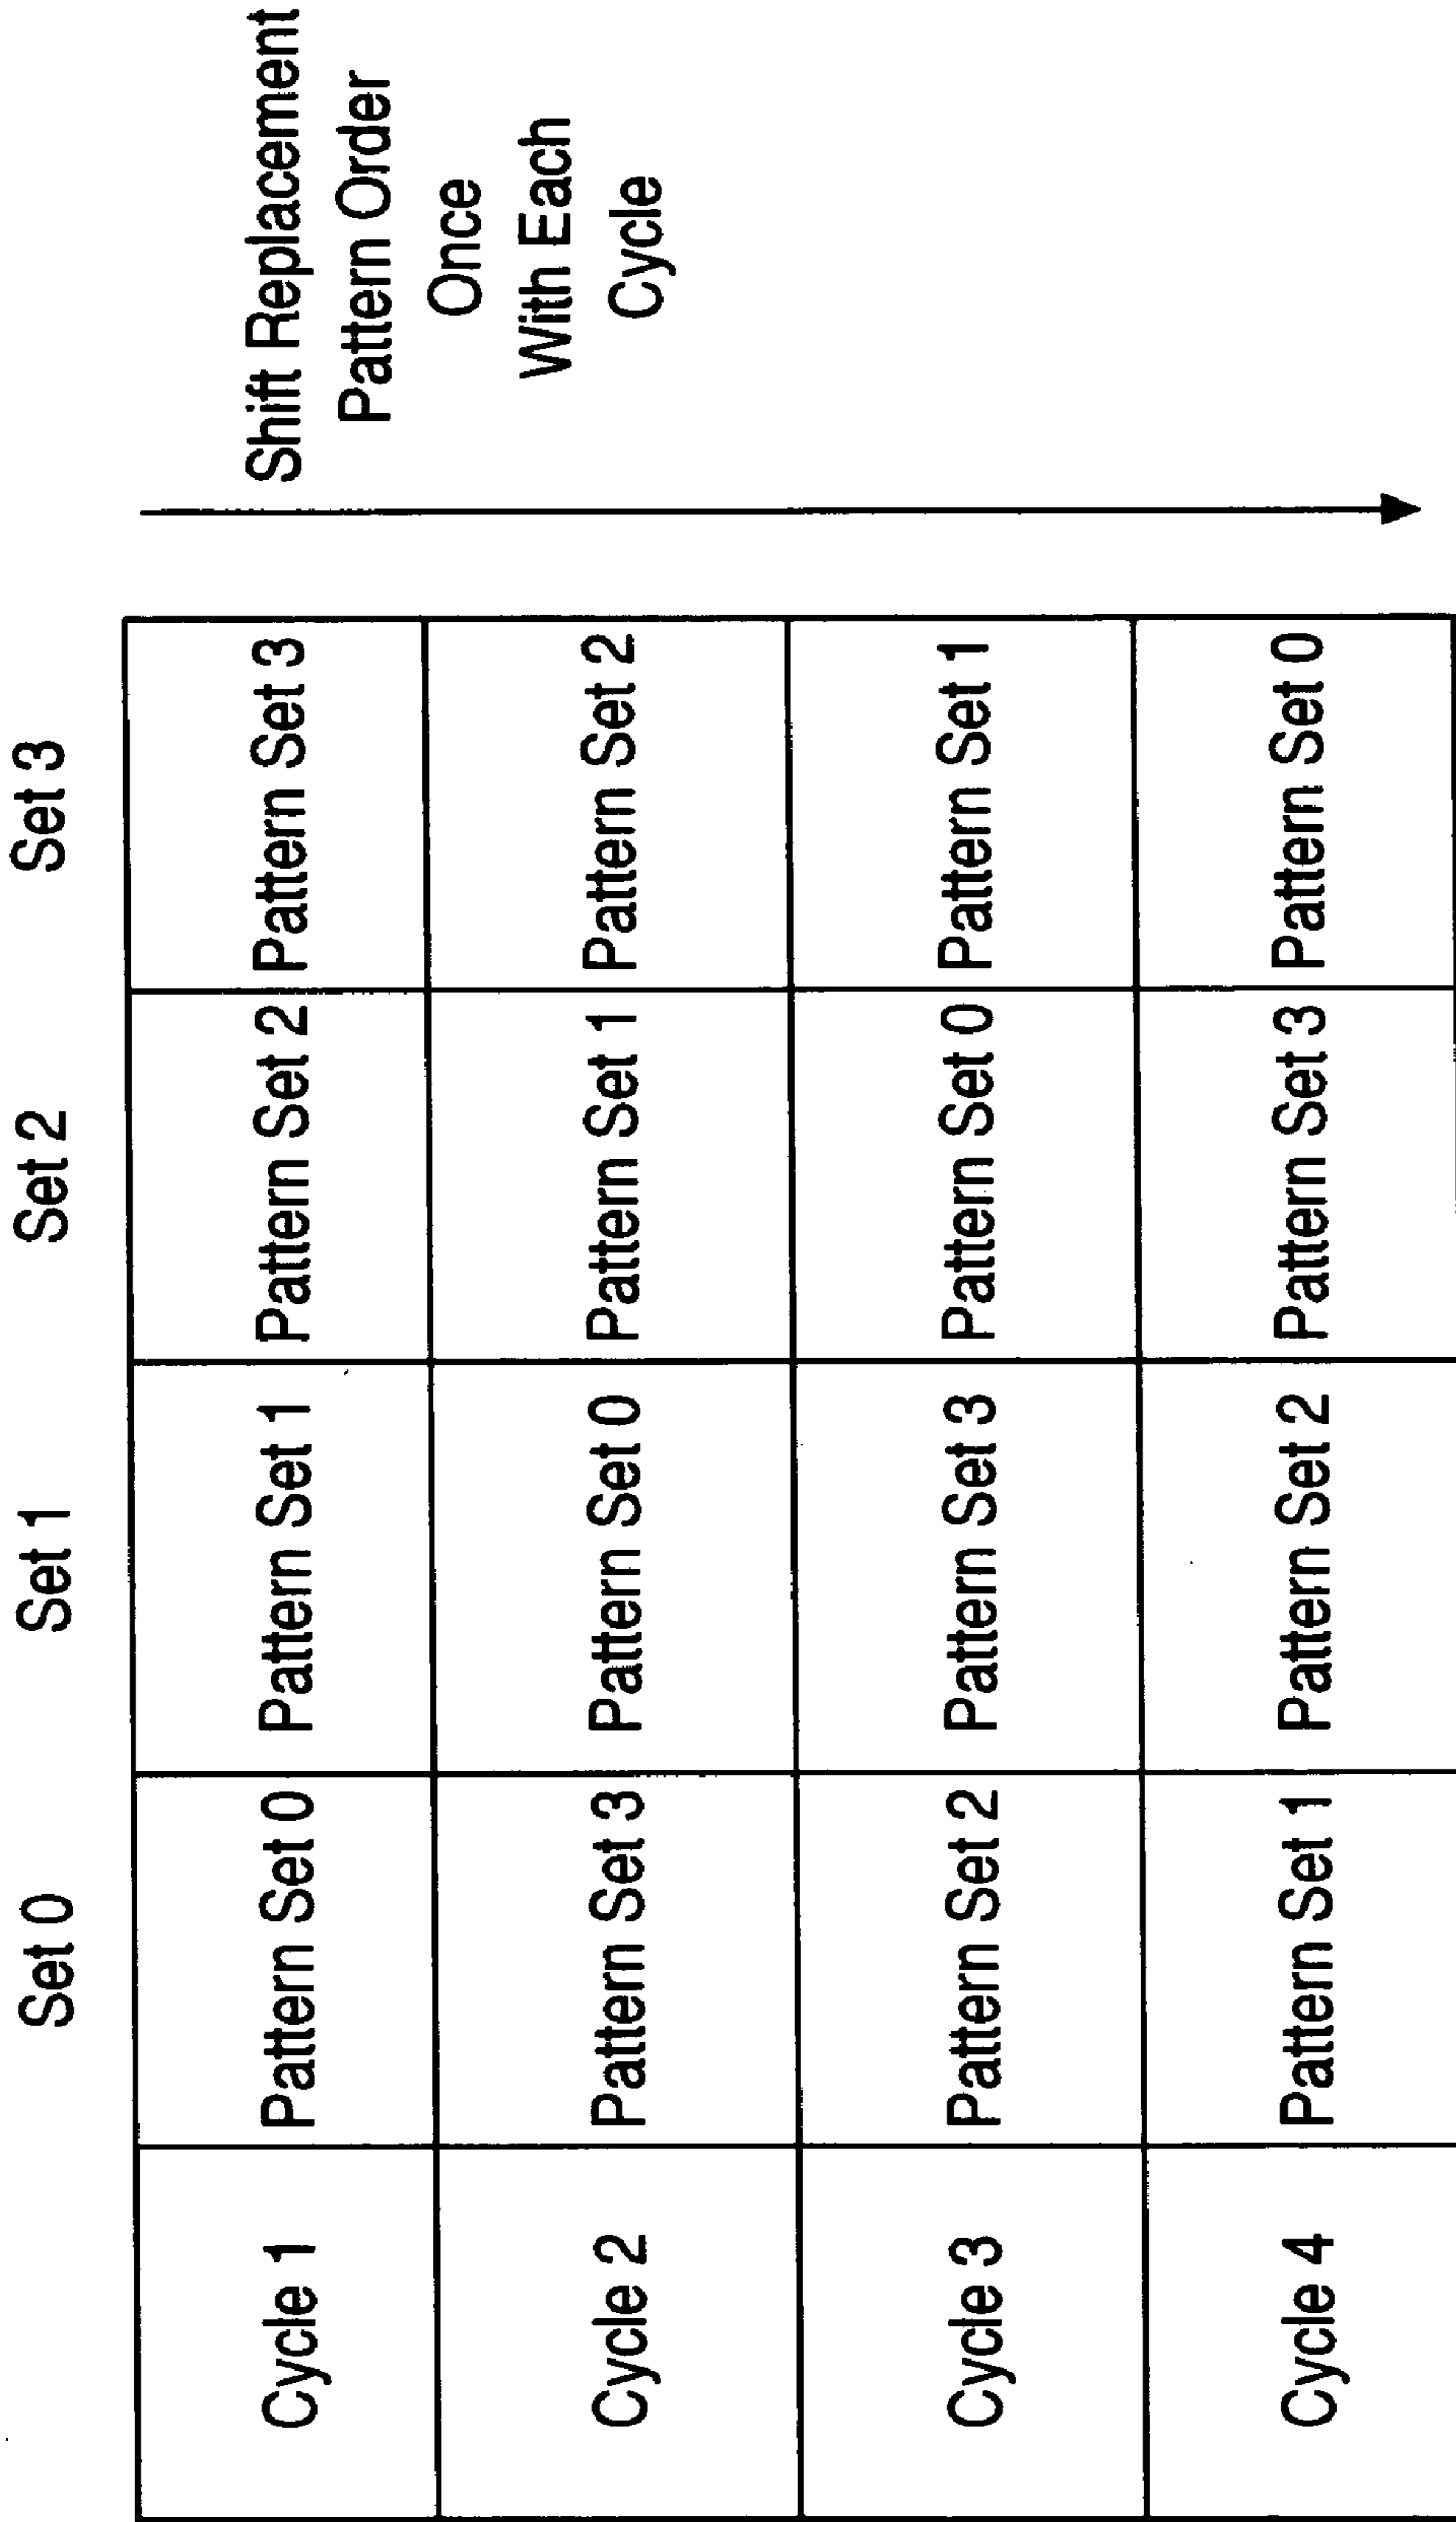 Set 0 Set 1 Set 2 Set 3
Cycle 1 Pattern Set 0 Pattern Set 1 Pattern Set 2 Pattern Set 3
Cycle 2 Pattern Set 3 Pattern Set 0 Pattern Set 1 Pattern Set 2
Cycle 3 Pattern Set 2 Pattern Set 3 Pattern Set 0 Pattern Set 1
Cycle 4 Pattern Set 1 Pattern Set 2 Pattern Set 3 Pattern Set 0
Shift Replacement
Pattern Order
Once
With Each
Cycle